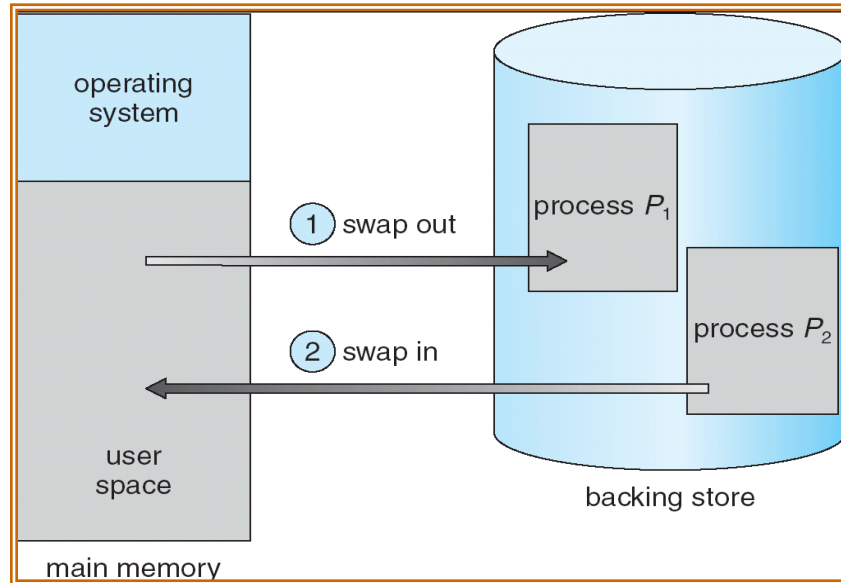 operating
system
process P1
1 swap out
process P2
2 swap in
user
space
backing store
main memory